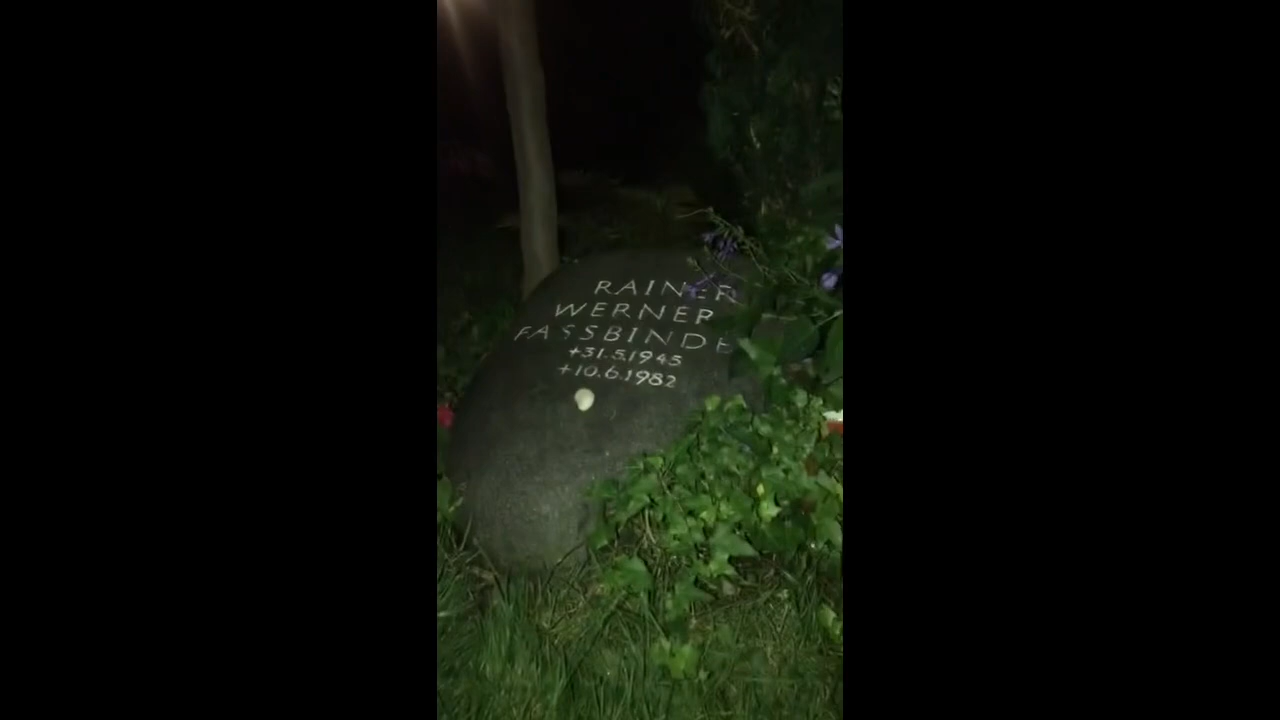 RAINER
WERNER
FASSBINDE
+31.5.1945
+10.6.1982